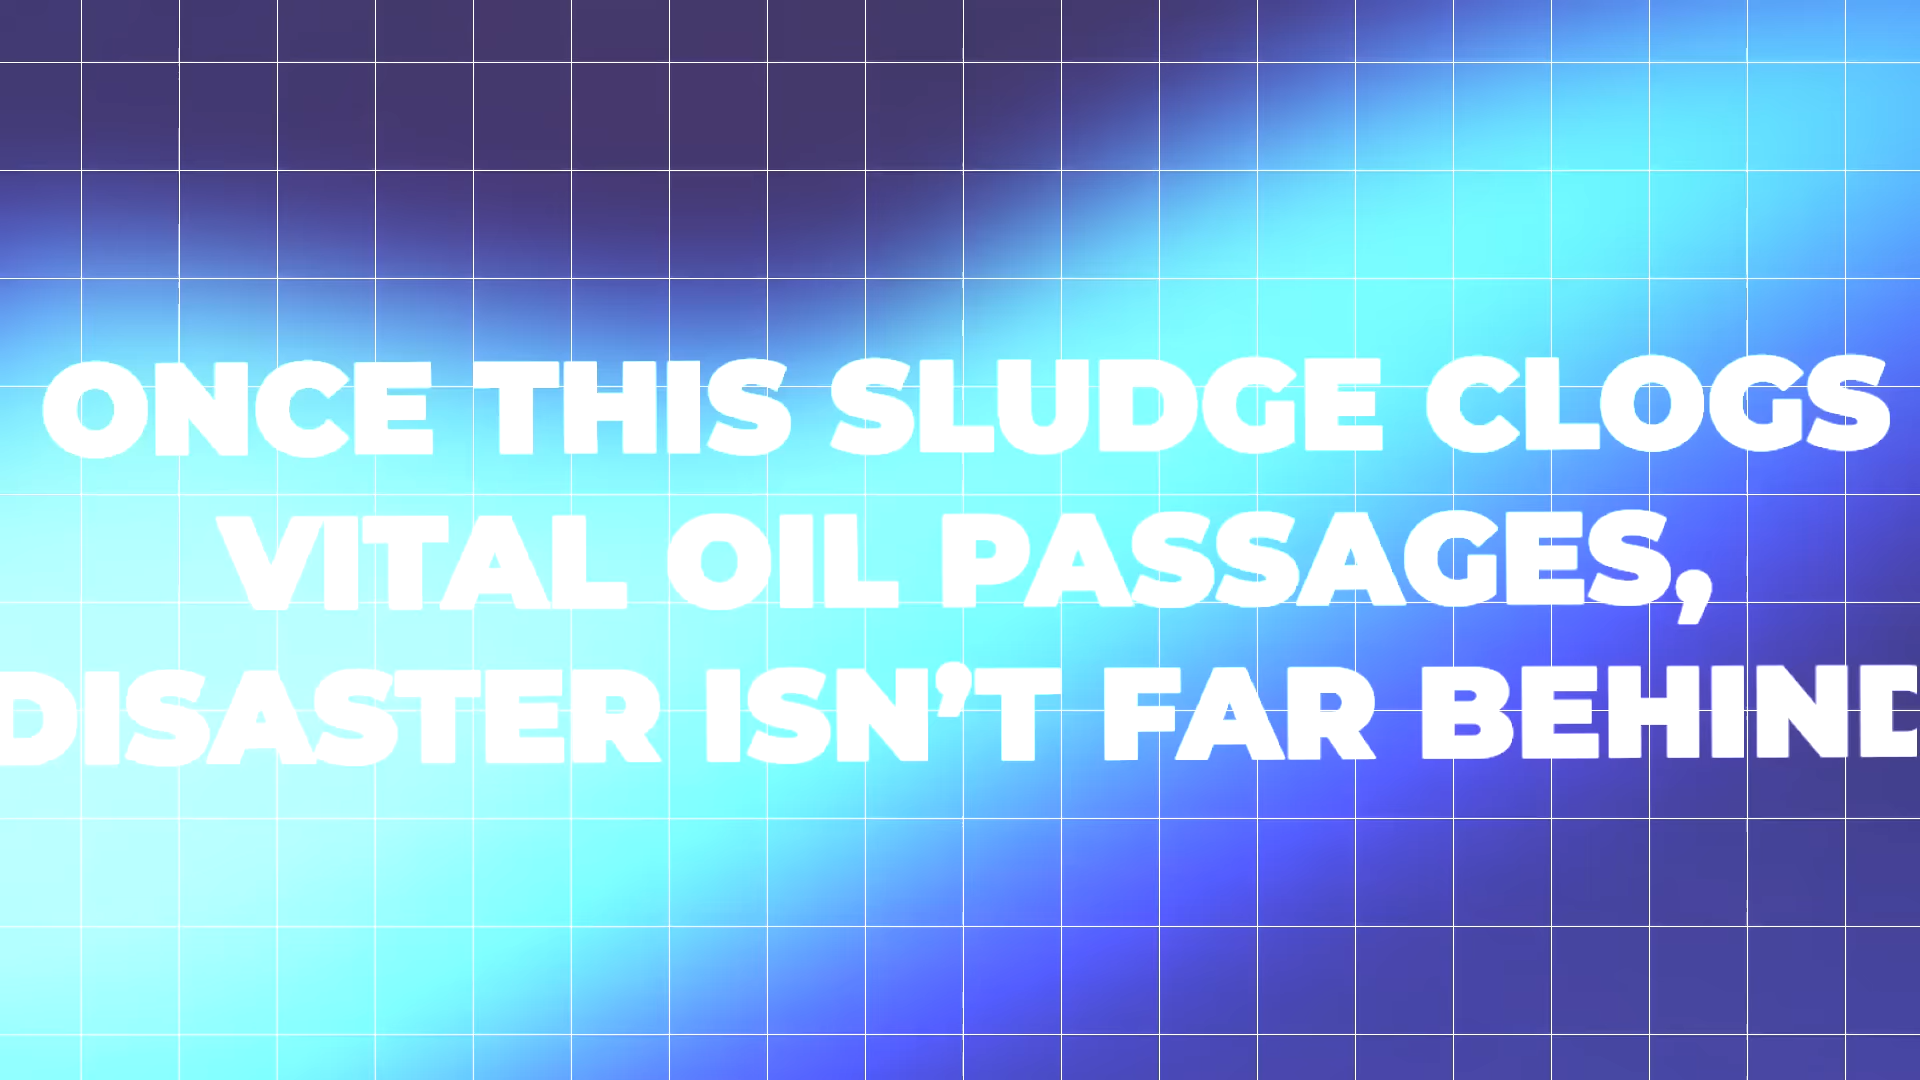 ONCE THIS SLUDGE CLOGS
VITAL OIL PASSAGES,
DISASTER ISN’T FAR BEHIND